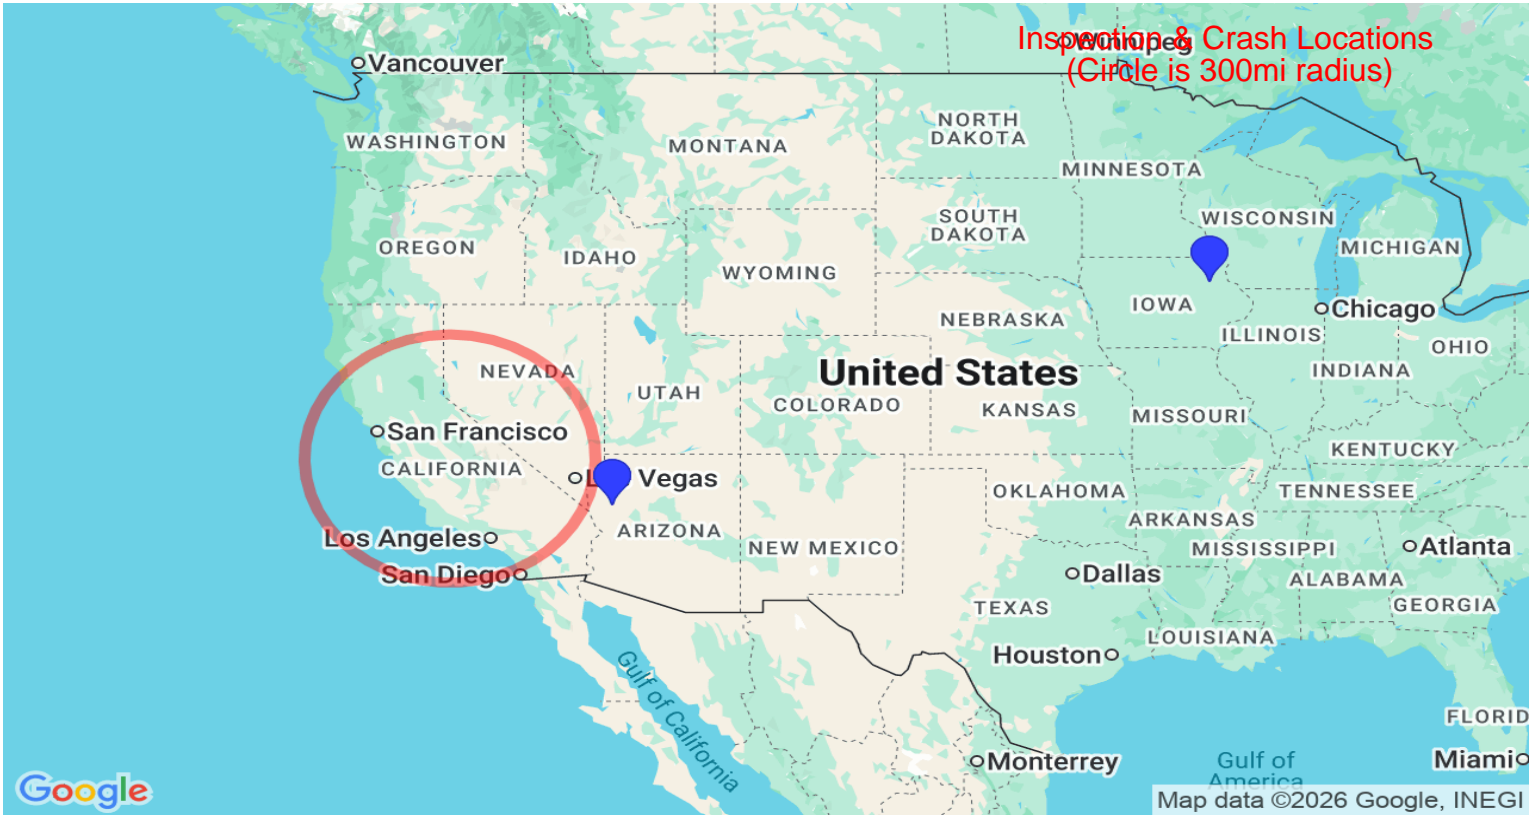 Inspection & Crash Locations
(Circle is 300mi radius)
Winnipeg
Vancouver
WASHINGTON
MONTANA
NORTH
DAKOTA
MINNESOTA
OREGON
IDAHO
WYOMING
SOUTH
DAKOTA
WISCONSIN
MICHIGAN
IOWA
NEBRASKA
Chicago
ILLINOIS
OHIO
INDIANA
NEVADA
UTAH
United States
COLORADO
KANSAS
MISSOURI
KENTUCKY
San Francisco
CALIFORNIA
Vegas
OKLAHOMA
TENNESSEE
ARIZONA
NEW MEXICO
ARKANSAS
MISSISSIPPI
Atlanta
Los Angeles
San Diego
Dallas
ALABAMA
GEORGIA
TEXAS
LOUISIANA
Houston
Gulf of California
FLORID
Monterrey
Gulf of
America
Miami
Google
Map data ©2026 Google, INEGI